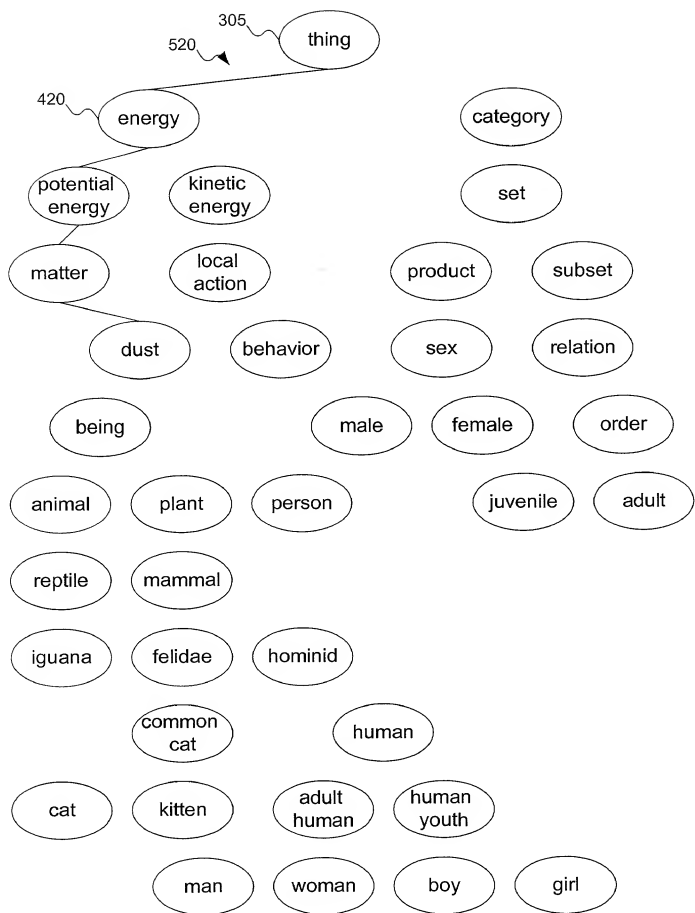 305
thing
520
420
energy
category
potential
energy
kinetic
energy
set
matter
local
action
product
subset
dust
behavior
sex
relation
being
male
female
order
animal
plant
person
juvenile
adult
reptile
mammal
iguana
felidae
hominid
common
cat
human
cat
kitten
adult
human
human
youth
man
woman
boy
girl